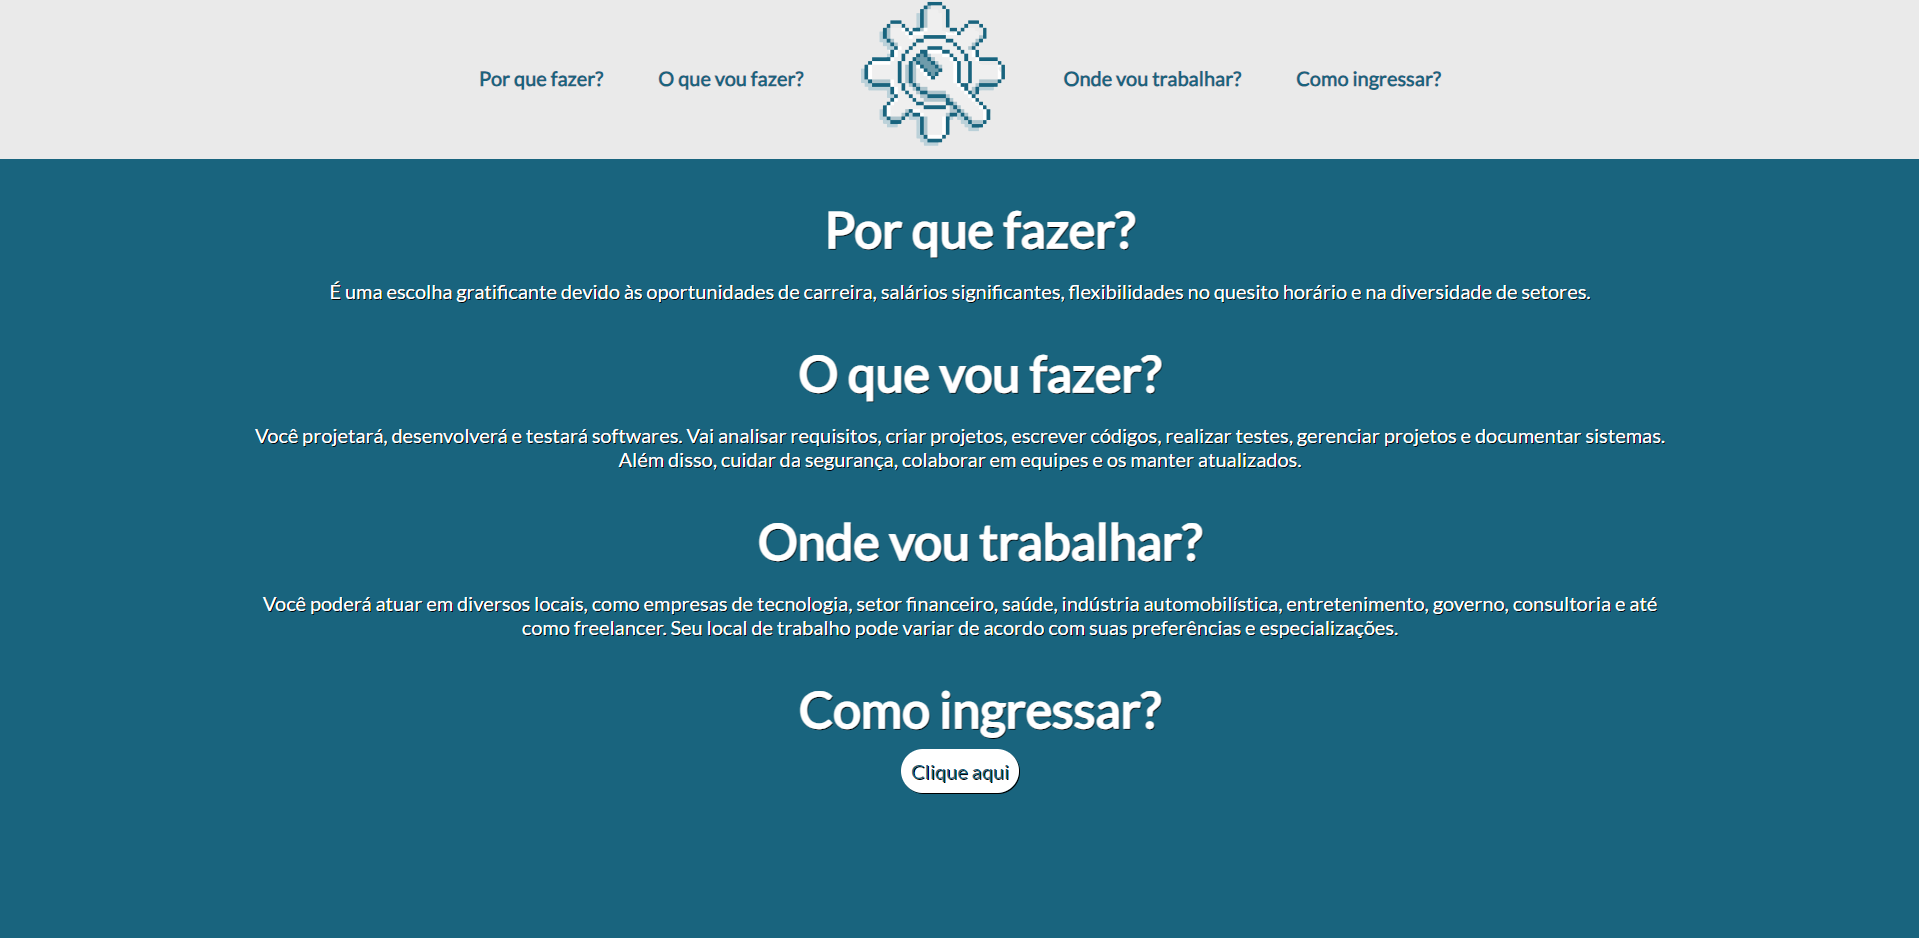 Por que fazer?
O que vou fazer?
Onde vou trabalhar?
Como ingressar?
Por que fazer?
É uma escolha gratificante devido às oportunidades de carreira, salários significantes, flexibilidades no quesito horário e na diversidade de setores.
O que vou fazer?
Você projetará, desenvolverá e testará softwares. Vai analisar requisitos, criar projetos, escrever códigos, realizar testes, gerenciar projetos e documentar sistemas.
Além disso, cuidar da segurança, colaborar em equipes e os manter atualizados.
Onde vou trabalhar?
Você poderá atuar em diversos locais, como empresas de tecnologia, setor financeiro, saúde, indústria automobilística, entretenimento, governo, consultoria e até
como freelancer. Seu local de trabalho pode variar de acordo com suas preferências e especializações.
Como ingressar?
Clique aqui